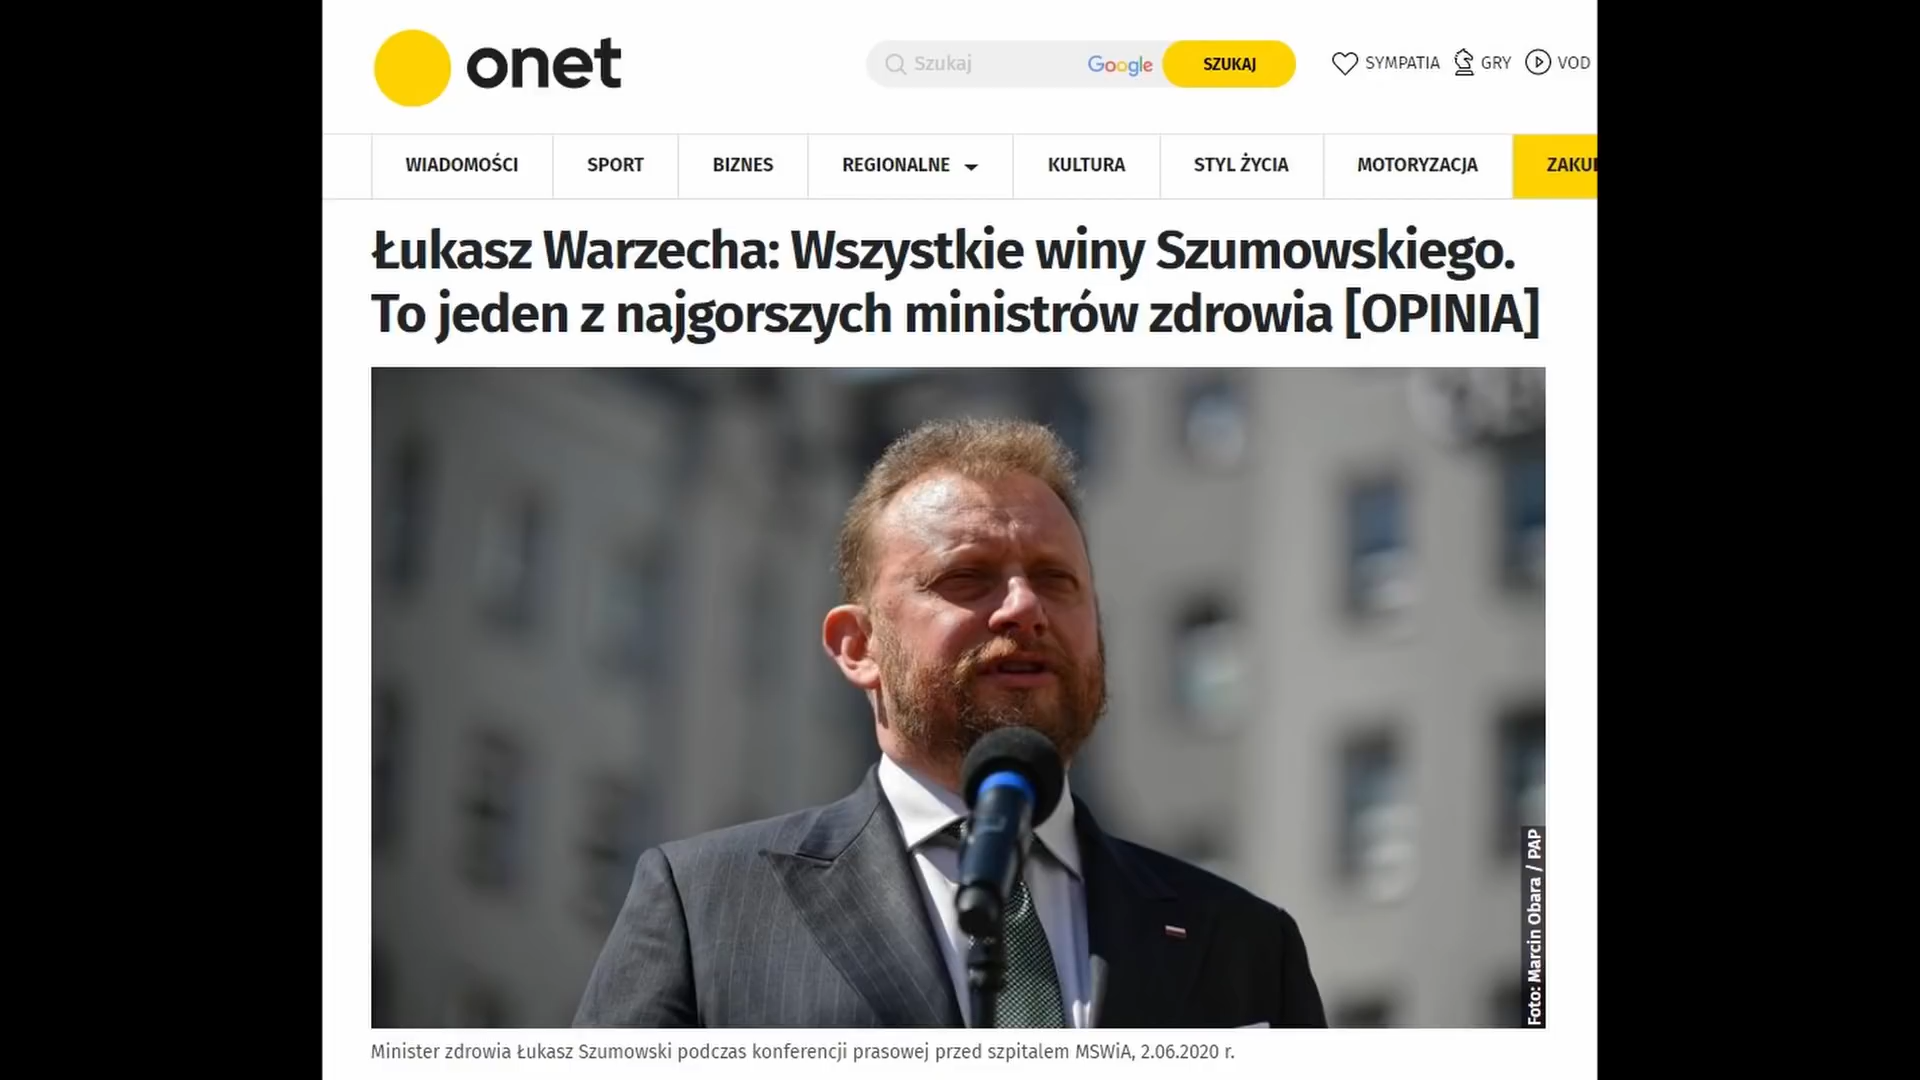 onet
Szukaj Google SZUKAJ SYMPATIA GRY VOD
WIADOMOŚCI SPORT BIZNES REGIONALNE KULTURA STYL ŻYCIA MOTORYZACJA
Łukasz Warzecha: Wszystkie winy Szumowskiego.
To jeden z najgorszych ministrów zdrowia [OPINIA]
Foto: Marcin Obara / PAP
Minister zdrowia Łukasz Szumowski podczas konferencji prasowej przed szpitalem MSWiA, 2.06.2020 r.